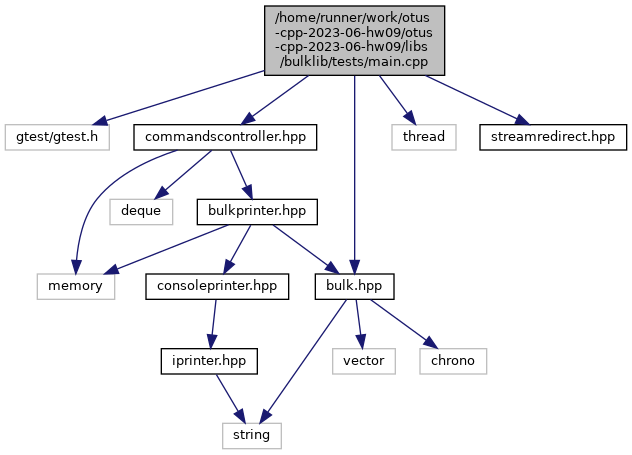 /home/runner/work/otus
-cpp-2023-06-hw09/otus
-cpp-2023-06-hw09/libs
/bulklib/tests/main.cpp
gtest/gtest.h
commandscontroller.hpp
thread
streamredirect.hpp
deque
bulkprinter.hpp
memory
consoleprinter.hpp
bulk.hpp
iprinter.hpp
vector
chrono
string